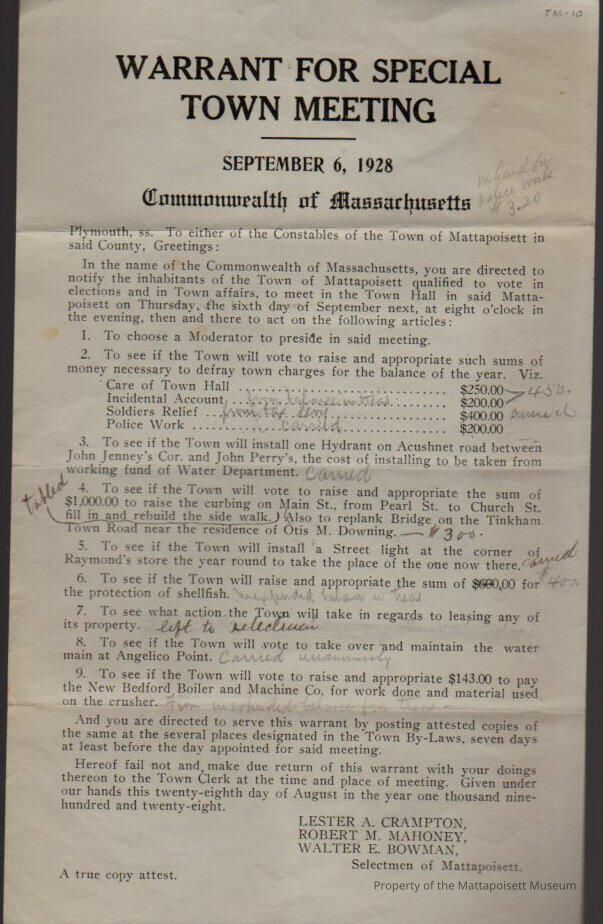 TM-10
WARRANT FOR SPECIAL
TOWN MEETING
SEPTEMBER 6, 1928
on hand for
police work
$3.20
Commonwealth of Massachusetts
Plymouth, ss. To either of the Constables of the Town of Mattapoisett in
said County, Greetings:
In the name of the Commonwealth of Massachusetts, you are directed to
notify the inhabitants of the Town of Mattapoisett qualified to vote in
elections and in Town affairs, to meet in the Town Hall in said Matta-
poisett on Thursday, the sixth day of September next, at eight o'clock in
the evening, then and there to act on the following articles:
1. To choose a Moderator to preside in said meeting.
2. To see if the Town will vote to raise and appropriate such sums of
money necessary to defray town charges for the balance of the year. Viz.
Care of Town Hall .......... $250.00
Incidental Account, from balance in treas $200.00 450.
Soldiers Relief .. from tax levy $400.00 carried
Police Work .. carried $200.00
3. To see if the Town will install one Hydrant on Acushnet road between
John Jenney's Cor. and John Perry's, the cost of installing to be taken from
working fund of Water Department. Carried
tabled 4. To see if the Town will vote to raise and appropriate the sum of
$1,000.00 to raise the curbing on Main St., from Pearl St. to Church St.
fill in and rebuild the side walk.) Also to replank Bridge on the Tinkham
Town Road near the residence of Otis M. Downing. — $300.
5. To see if the Town will install a Street light at the corner of
Raymond's store the year round to take the place of the one now there. carried
6. To see if the Town will raise and appropriate the sum of $600.00 for 400
the protection of shellfish. unexpended balance in treas
7. To see what action the Town will take in regards to leasing any of
its property. left to selectmen
8. To see if the Town will vote to take over and maintain the water
main at Angelico Point. Carried unanimously
9. To see if the Town will vote to raise and appropriate $143.00 to pay
the New Bedford Boiler and Machine Co. for work done and material used
on the crusher. From unexpended balance treas
And you are directed to serve this warrant by posting attested copies of
the same at the several places designated in the Town By-Laws, seven days
at least before the day appointed for said meeting.
Hereof fail not and make due return of this warrant with your doings
thereon to the Town Clerk at the time and place of meeting. Given under
our hands this twenty-eighth day of August in the year one thousand nine-
hundred and twenty-eight.
LESTER A. CRAMPTON,
ROBERT M. MAHONEY,
WALTER E. BOWMAN,
Selectmen of Mattapoisett.
A true copy attest.
Property of the Mattapoisett Museum